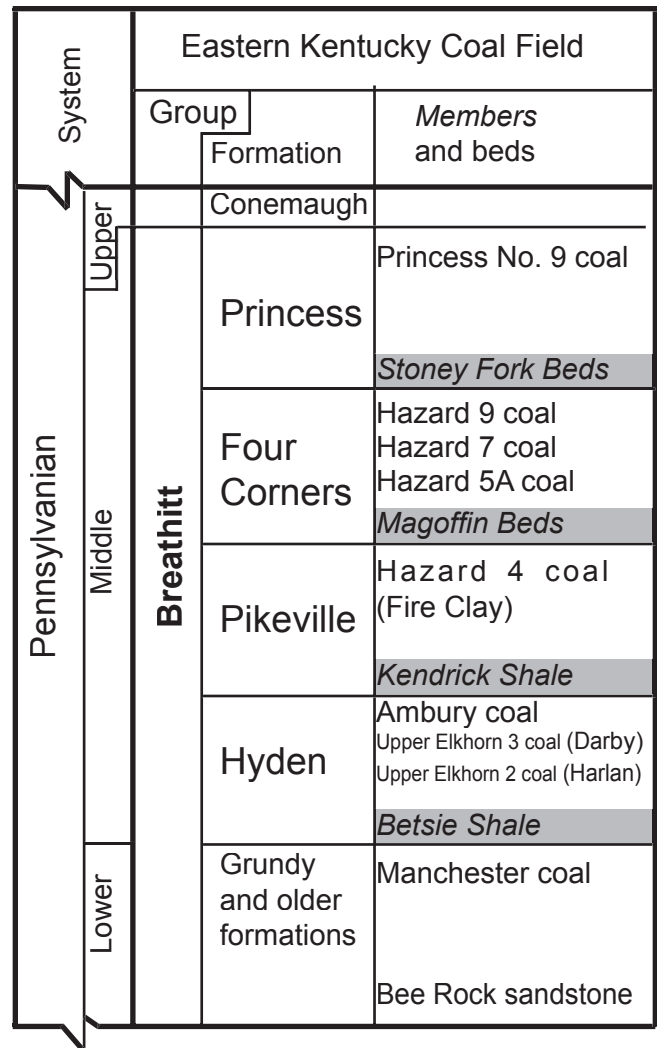 System
Eastern Kentucky Coal Field
Group
Formation
Members
and beds
Pennsylvanian
Upper
Middle
Lower
Breathitt
Conemaugh
Princess
Princess No. 9 coal
Stoney Fork Beds
Four
Corners
Hazard 9 coal
Hazard 7 coal
Hazard 5A coal
Magoffin Beds
Pikeville
Hazard 4 coal
(Fire Clay)
Kendrick Shale
Hyden
Ambury coal
Upper Elkhorn 3 coal (Darby)
Upper Elkhorn 2 coal (Harlan)
Betsie Shale
Grundy
and older
formations
Manchester coal
Bee Rock sandstone